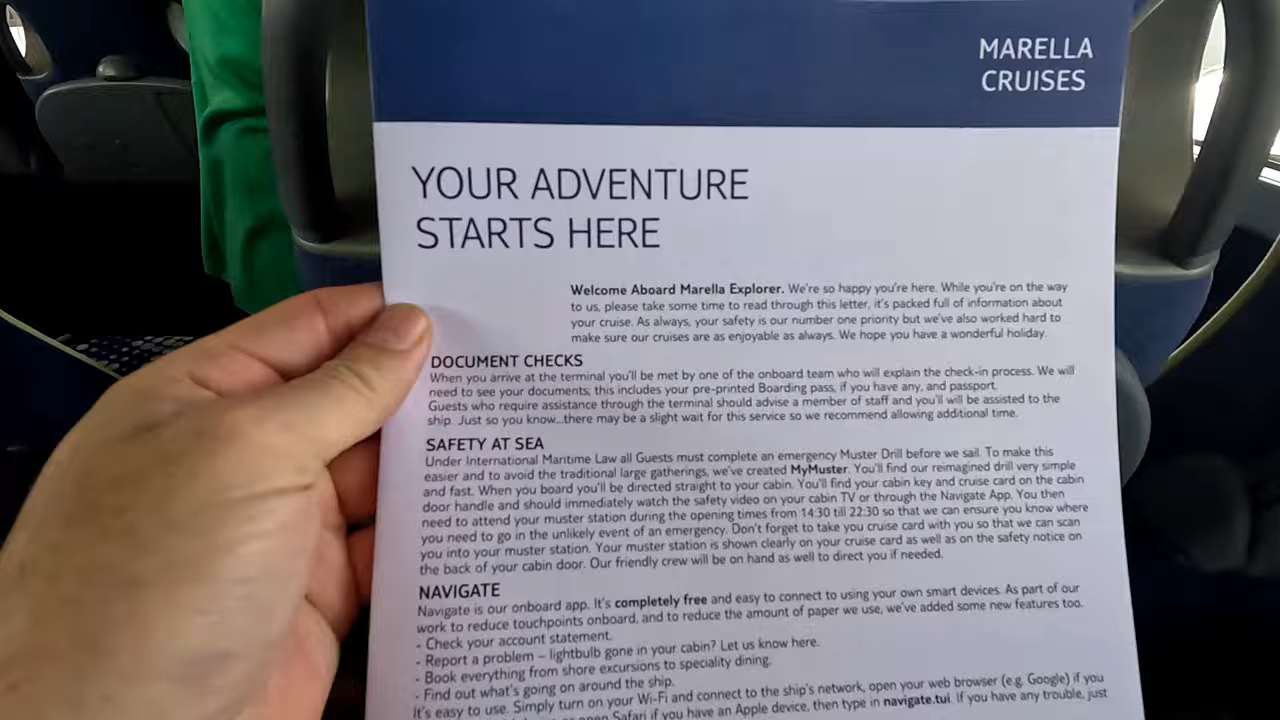 MARELLA
CRUISES
YOUR ADVENTURE
STARTS HERE
Welcome Aboard Marella Explorer. We're so happy you're here. While you're on the way
to us, please take some time to read through this letter, it's packed full of information about
your cruise. As always, your safety is our number one priority but we've also worked hard to
make sure our cruises are as enjoyable as always. We hope you have a wonderful holiday.
DOCUMENT CHECKS
When you arrive at the terminal you'll be met by one of the onboard team who will explain the check-in process. We will
need to see your documents; this includes your pre-printed Boarding pass, if you have any, and passport.
Guests who require assistance through the terminal should advise a member of staff and you'll will be assisted to the
ship. Just so you know...there may be a slight wait for this service so we recommend allowing additional time.
SAFETY AT SEA
Under International Maritime Law all Guests must complete an emergency Muster Drill before we sail. To make this
easier and to avoid the traditional large gatherings, we've created MyMuster. You'll find our reimagined drill very simple
and fast. When you board you'll be directed straight to your cabin. You'll find your cabin key and cruise card on the cabin
door handle and should immediately watch the safety video on your cabin TV or through the Navigate App. You then
need to attend your muster station during the opening times from 14:30 till 22:30 so that we can ensure you know where
you need to go in the unlikely event of an emergency. Don't forget to take you cruise card with you so that we can scan
you into your muster station. Your muster station is shown clearly on your cruise card as well as on the safety notice on
the back of your cabin door. Our friendly crew will be on hand as well to direct you if needed.
NAVIGATE
Navigate is our onboard app. It's completely free and easy to connect to using your own smart devices. As part of our
work to reduce touchpoints onboard, and to reduce the amount of paper we use, we've added some new features too.
- Check your account statement.
- Report a problem – lightbulb gone in your cabin? Let us know here.
- Book everything from shore excursions to speciality dining.
- Find out what's going on around the ship.
It's easy to use. Simply turn on your Wi-Fi and connect to the ship's network, open your web browser (e.g. Google) if you
open Safari if you have an Apple device, then type in navigate.tui. If you have any trouble, just